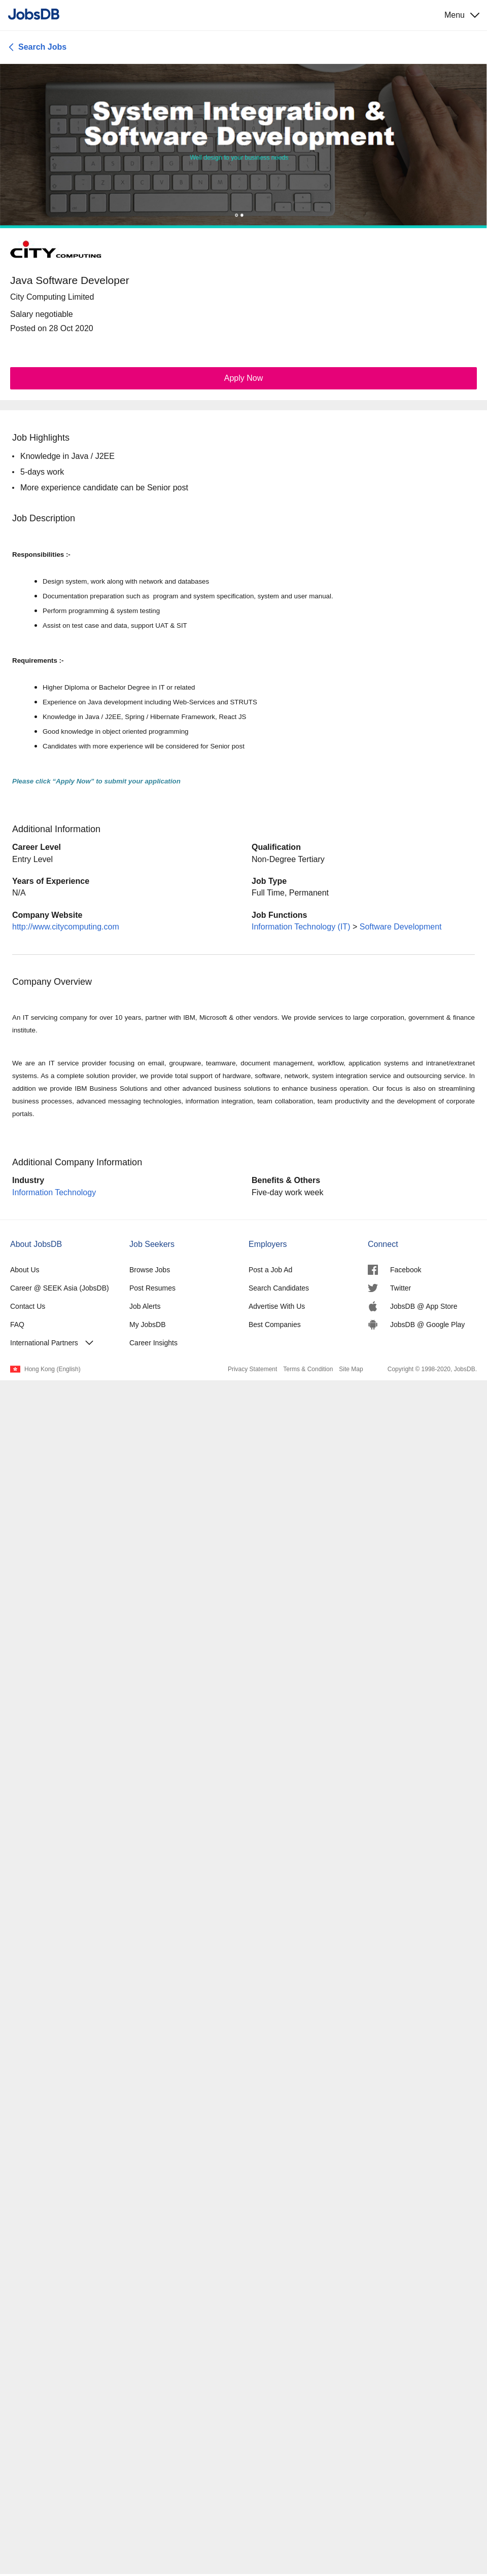 JobsDB
Menu
Search Jobs
System Integration &
Software Development
Well design to your business needs
CITY COMPUTING
Java Software Developer
City Computing Limited
Salary negotiable
Posted on 28 Oct 2020
Apply Now
Job Highlights
• Knowledge in Java / J2EE
• 5-days work
• More experience candidate can be Senior post
Job Description
Responsibilities :-
• Design system, work along with network and databases
• Documentation preparation such as  program and system specification, system and user manual.
• Perform programming & system testing
• Assist on test case and data, support UAT & SIT
Requirements :-
• Higher Diploma or Bachelor Degree in IT or related
• Experience on Java development including Web-Services and STRUTS
• Knowledge in Java / J2EE, Spring / Hibernate Framework, React JS
• Good knowledge in object oriented programming
• Candidates with more experience will be considered for Senior post
Please click "Apply Now" to submit your application
Additional Information
Career Level
Entry Level
Qualification
Non-Degree Tertiary
Years of Experience
N/A
Job Type
Full Time, Permanent
Company Website
http://www.citycomputing.com
Job Functions
Information Technology (IT) > Software Development
Company Overview
An IT servicing company for over 10 years, partner with IBM, Microsoft & other vendors. We provide services to large corporation, government & finance
institute.
We are an IT service provider focusing on email, groupware, teamware, document management, workflow, application systems and intranet/extranet
systems. As a complete solution provider, we provide total support of hardware, software, network, system integration service and outsourcing service. In
addition we provide IBM Business Solutions and other advanced business solutions to enhance business operation. Our focus is also on streamlining
business processes, advanced messaging technologies, information integration, team collaboration, team productivity and the development of corporate
portals.
Additional Company Information
Industry
Information Technology
Benefits & Others
Five-day work week
About JobsDB
About Us
Career @ SEEK Asia (JobsDB)
Contact Us
FAQ
International Partners
Job Seekers
Browse Jobs
Post Resumes
Job Alerts
My JobsDB
Career Insights
Employers
Post a Job Ad
Search Candidates
Advertise With Us
Best Companies
Connect
Facebook
Twitter
JobsDB @ App Store
JobsDB @ Google Play
Hong Kong (English)
Privacy Statement Terms & Condition Site Map
Copyright © 1998-2020, JobsDB.